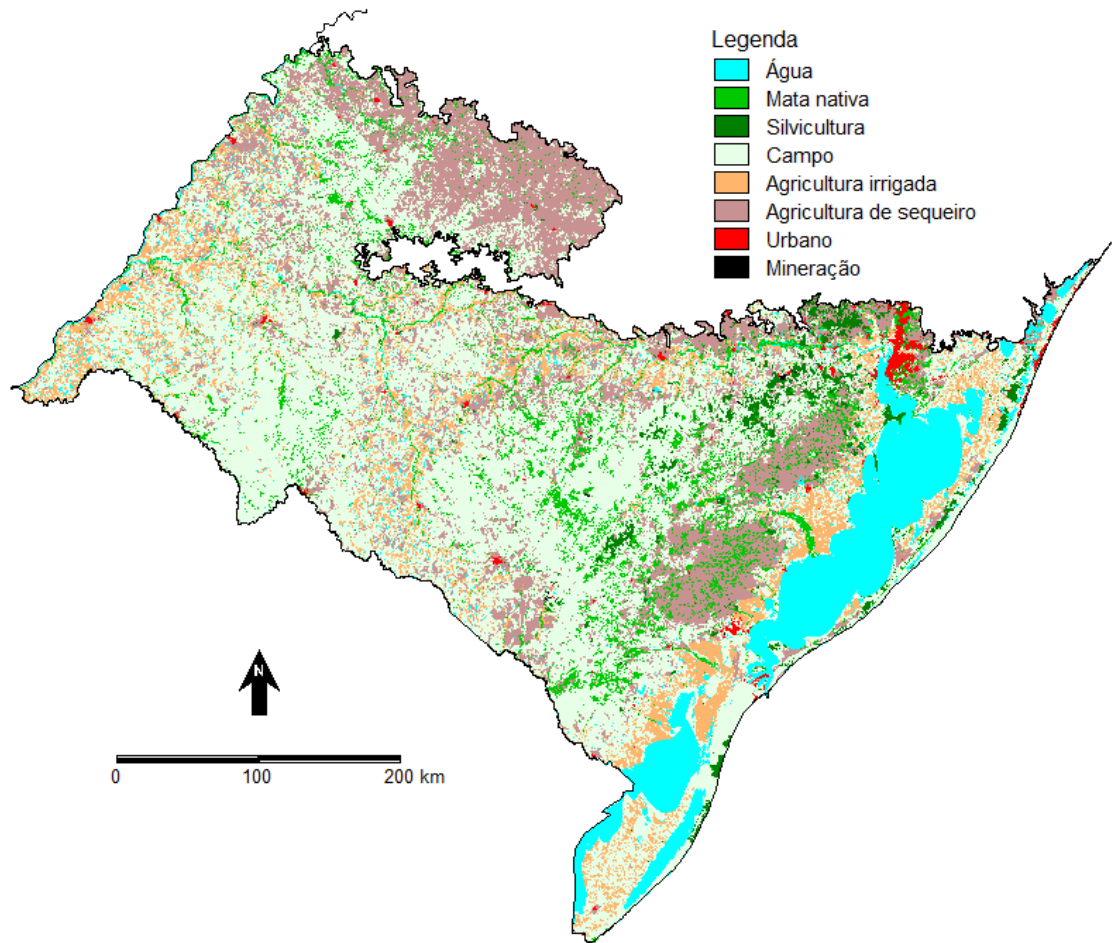 Legenda
Água
Mata nativa
Silvicultura
Campo
Agricultura irrigada
Agricultura de sequeiro
Urbano
Mineração
N
0 100 200 km